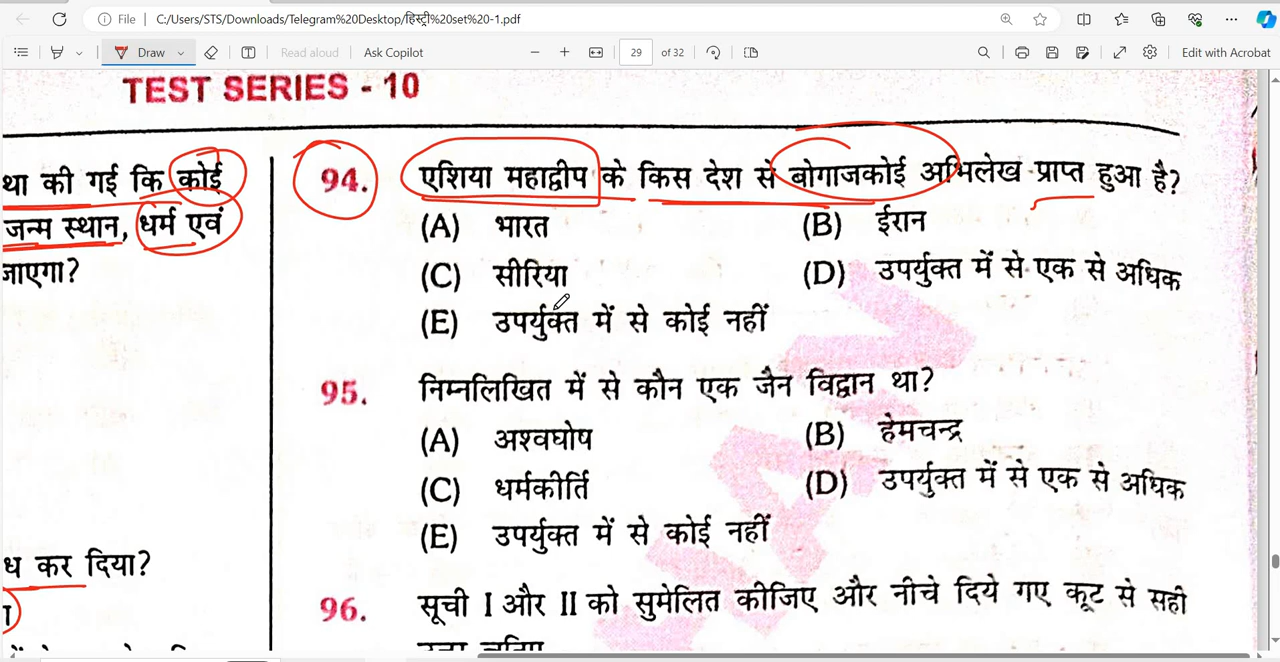 File
C:/Users/STS/Downloads/Telegram%20Desktop/हिस्ट्री%20set%20-1.pdf
Draw
Read aloud
Ask Copilot
29
of 32
Edit with Acrobat
TEST SERIES - 10
था की गई कि कोई
जन्म स्थान, धर्म एवं
जाएगा?
ध कर दिया?
94. एशिया महाद्वीप के किस देश से बोगाजकोई अभिलेख प्राप्त हुआ है?
(A) भारत (B) ईरान
(C) सीरिया (D) उपर्युक्त में से एक से अधिक
(E) उपर्युक्त में से कोई नहीं
95. निम्नलिखित में से कौन एक जैन विद्वान था?
(A) अश्वघोष (B) हेमचन्द्र
(C) धर्मकीर्ति (D) उपर्युक्त में से एक से अधिक
(E) उपर्युक्त में से कोई नहीं
96. सूची I और II को सुमेलित कीजिए और नीचे दिये गए कूट से सही